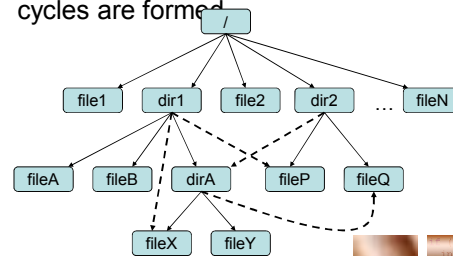 cycles are formed
/
file1 dir1 file2 dir2 ... fileN
fileA fileB dirA fileP fileQ
fileX fileY